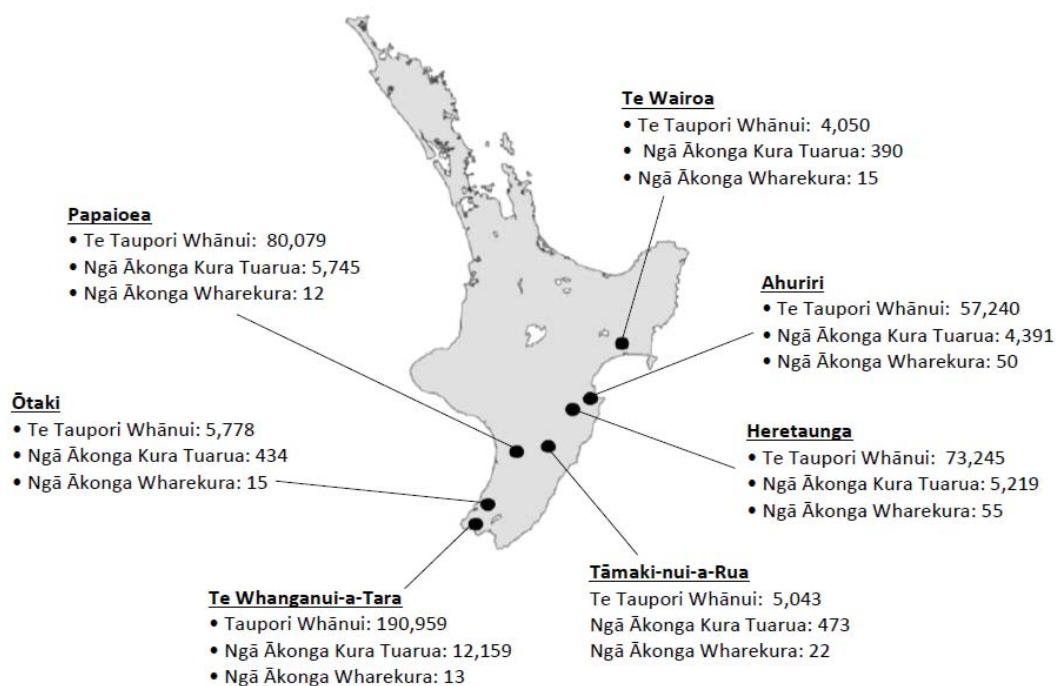 Te Wairoa
• Te Taupori Whānui: 4,050
• Ngā Ākonga Kura Tuarua: 390
• Ngā Ākonga Wharekura: 15
Papaioea
• Te Taupori Whānui: 80,079
• Ngā Ākonga Kura Tuarua: 5,745
• Ngā Ākonga Wharekura: 12
Ahuriri
• Te Taupori Whānui: 57,240
• Ngā Ākonga Kura Tuarua: 4,391
• Ngā Ākonga Wharekura: 50
Ōtaki
• Te Taupori Whānui: 5,778
• Ngā Ākonga Kura Tuarua: 434
• Ngā Ākonga Wharekura: 15
Heretaunga
• Te Taupori Whānui: 73,245
• Ngā Ākonga Kura Tuarua: 5,219
• Ngā Ākonga Wharekura: 55
Te Whanganui-a-Tara
• Taupori Whānui: 190,959
• Ngā Ākonga Kura Tuarua: 12,159
• Ngā Ākonga Wharekura: 13
Tāmaki-nui-a-Rua
Te Taupori Whānui: 5,043
Ngā Ākonga Kura Tuarua: 473
Ngā Ākonga Wharekura: 22